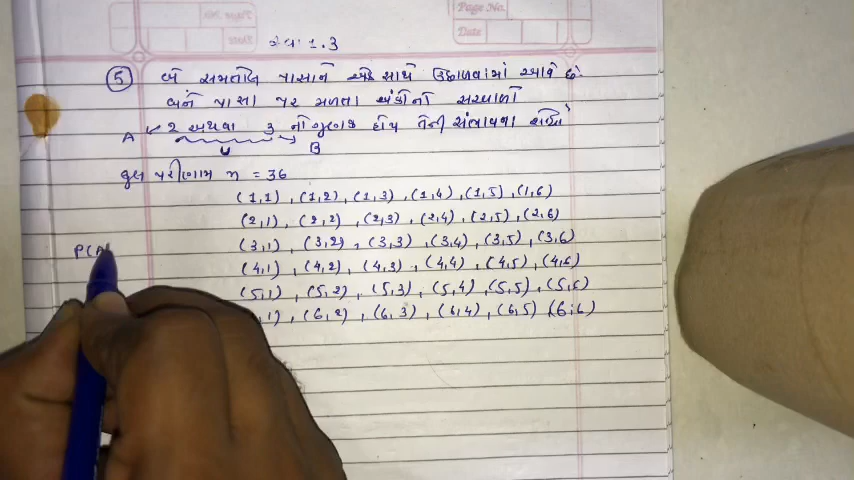 Page No.
Date
સ્વા 1.3
⑤ બે સમતોલ પાસાને એક સાથે ઉછાળવામાં આવે છે.
બંને પાસા પર મળતા અંકોનો સરવાળો
A 2 અથવા 3 નો ગુણાંક હોય તેની સંભાવના શોધો
U B
કુલ પરીણામ n = 36
(1,1) , (1,2) , (1,3) , (1,4) , (1,5) , (1,6)
(2,1) , (2,2) , (2,3) , (2,4) , (2,5) , (2,6)
(3,1) , (3,2) , (3,3) , (3,4) , (3,5) , (3,6)
P(A
(4,1) , (4,2) , (4,3) , (4,4) , (4,5) , (4,6)
(5,1) , (5,2) , (5,3) , (5,4) , (5,5) , (5,6)
,1) , (6,2) , (6,3) , (6,4) , (6,5) (6,6)